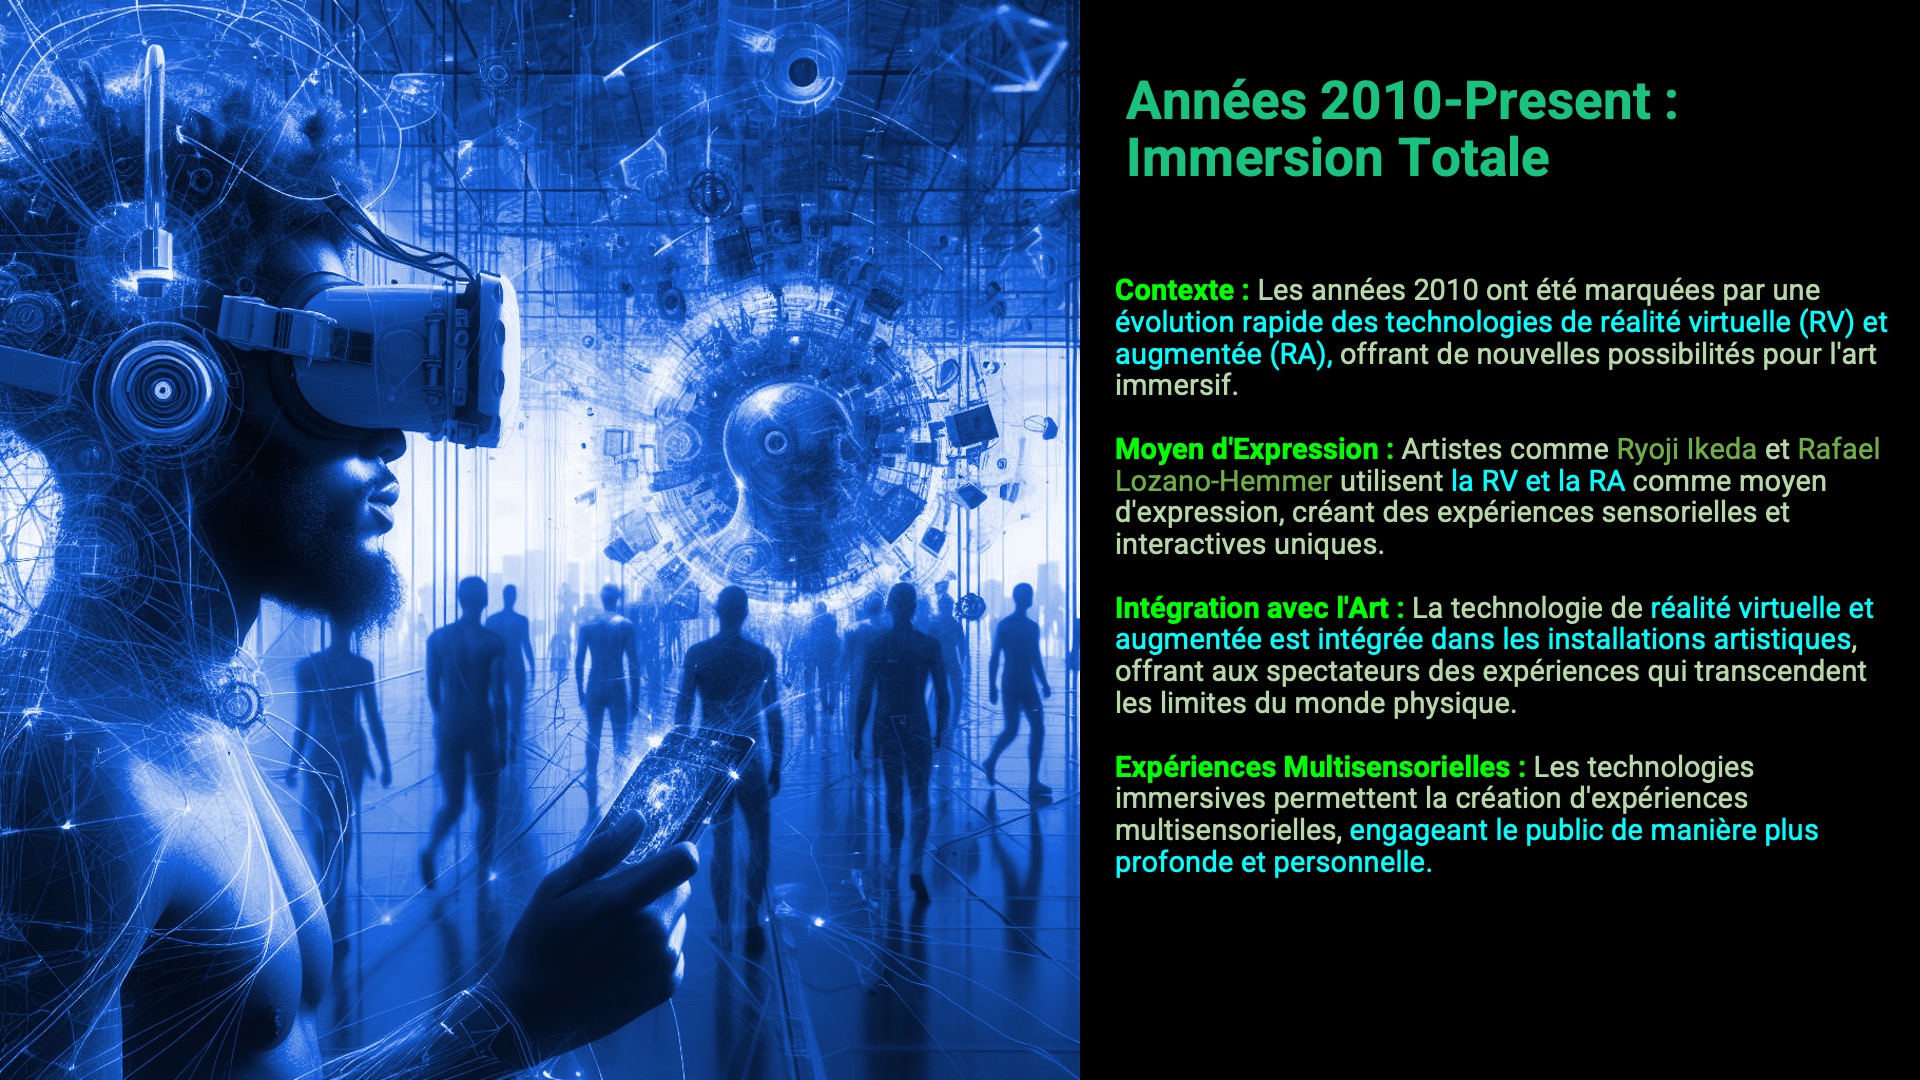 Années 2010-Present :
Immersion Totale
Contexte : Les années 2010 ont été marquées par une
évolution rapide des technologies de réalité virtuelle (RV) et
augmentée (RA), offrant de nouvelles possibilités pour l'art
immersif.
Moyen d'Expression : Artistes comme Ryoji Ikeda et Rafael
Lozano-Hemmer utilisent la RV et la RA comme moyen
d'expression, créant des expériences sensorielles et
interactives uniques.
Intégration avec l'Art : La technologie de réalité virtuelle et
augmentée est intégrée dans les installations artistiques,
offrant aux spectateurs des expériences qui transcendent
les limites du monde physique.
Expériences Multisensorielles : Les technologies
immersives permettent la création d'expériences
multisensorielles, engageant le public de manière plus
profonde et personnelle.